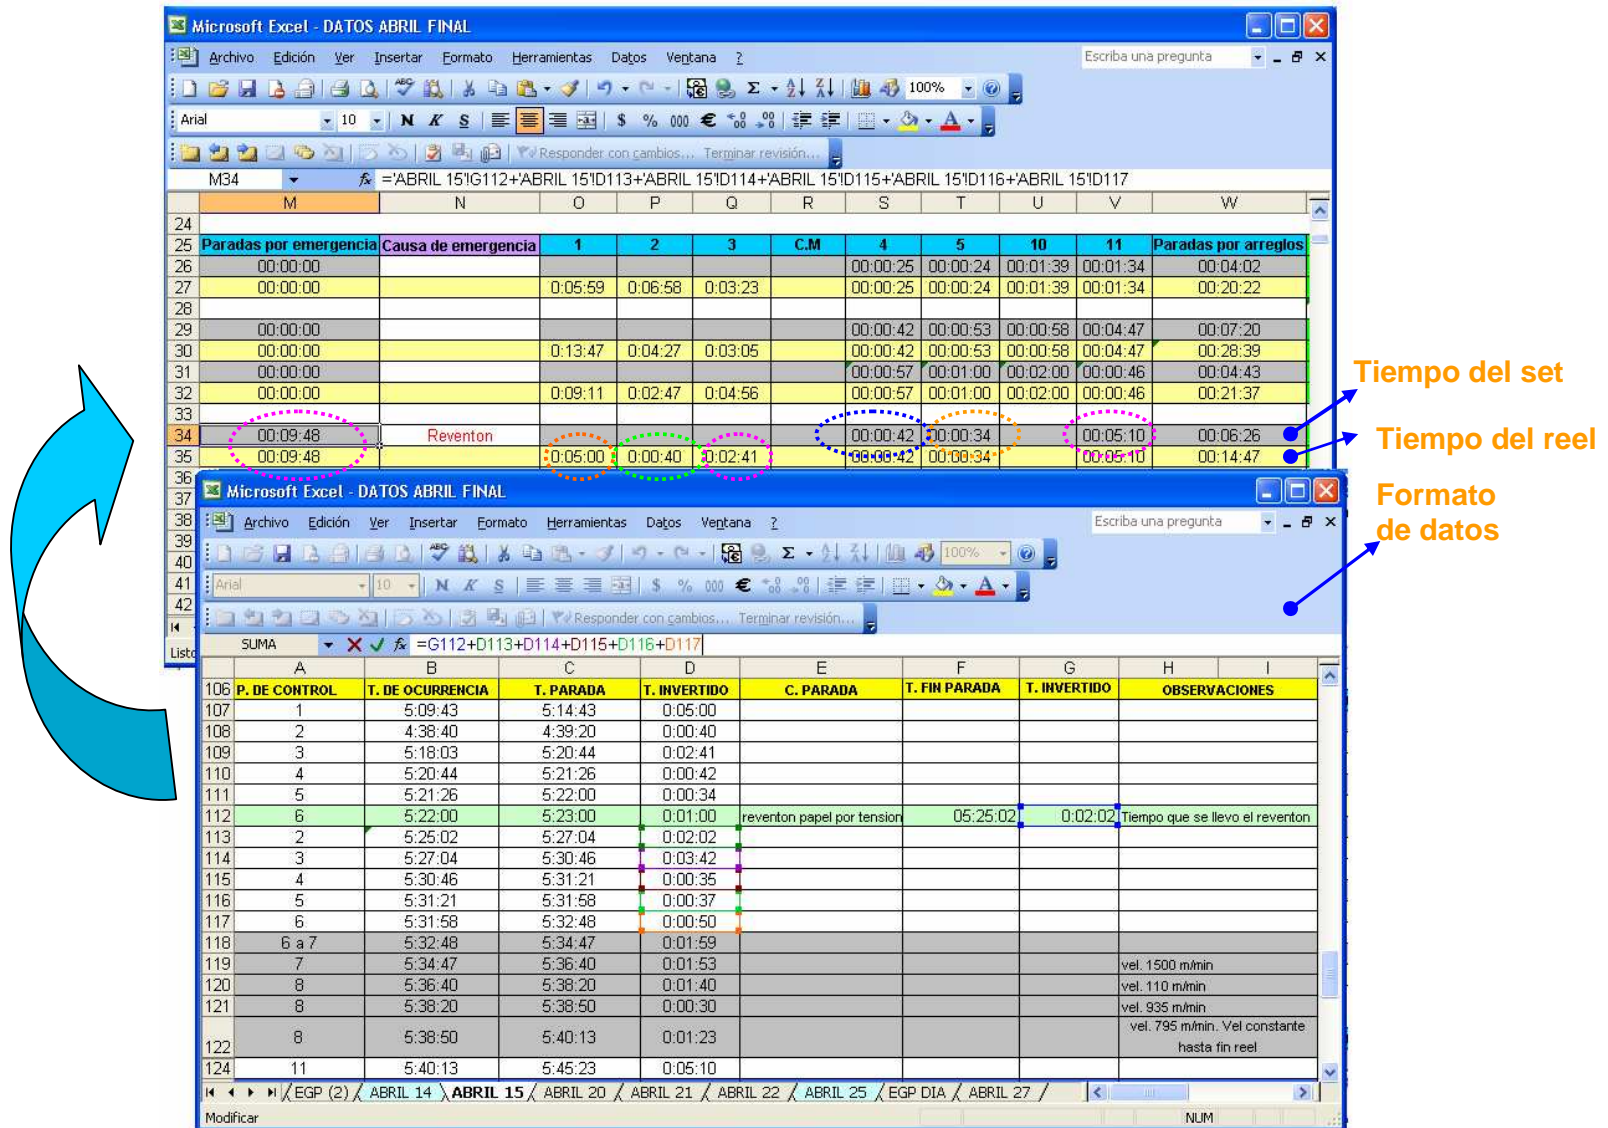 Microsoft Excel - DATOS ABRIL FINAL
Archivo Edición Ver Insertar Formato Herramientas Datos Ventana ? Escriba una pregunta
100%
Arial 10 N K S $ % 000 €
Responder con cambios... Terminar revisión...
M34 fx ='ABRIL 15'!G112+'ABRIL 15'!D113+'ABRIL 15'!D114+'ABRIL 15'!D115+'ABRIL 15'!D116+'ABRIL 15'!D117
M N O P Q R S T U V W
24
25 Paradas por emergencia Causa de emergencia 1 2 3 C.M 4 5 10 11 Paradas por arreglos
26 00:00:00 00:00:25 00:00:24 00:01:39 00:01:34 00:04:02
27 00:00:00 0:05:59 0:06:58 0:03:23 00:00:25 00:00:24 00:01:39 00:01:34 00:20:22
28
29 00:00:00 00:00:42 00:00:53 00:00:58 00:04:47 00:07:20
30 00:00:00 0:13:47 0:04:27 0:03:05 00:00:42 00:00:53 00:00:58 00:04:47 00:28:39
31 00:00:00 00:00:57 00:01:00 00:02:00 00:00:46 00:04:43
32 00:00:00 0:09:11 0:02:47 0:04:56 00:00:57 00:01:00 00:02:00 00:00:46 00:21:37
33
34 00:09:48 Reventon 00:00:42 00:00:34 00:05:10 00:06:26
35 00:09:48 0:05:00 0:00:40 0:02:41 00:00:42 00:00:34 00:05:10 00:14:47
36
37
38
39
40
41
42
Listo
Tiempo del set
Tiempo del reel
Formato
de datos
Microsoft Excel - DATOS ABRIL FINAL
Archivo Edición Ver Insertar Formato Herramientas Datos Ventana ? Escriba una pregunta
100%
Arial 10 N K S $ % 000 €
Responder con cambios... Terminar revisión...
SUMA fx =G112+D113+D114+D115+D116+D117
A B C D E F G H I
106 P. DE CONTROL T. DE OCURRENCIA T. PARADA T. INVERTIDO C. PARADA T. FIN PARADA T. INVERTIDO OBSERVACIONES
107 1 5:09:43 5:14:43 0:05:00
108 2 4:38:40 4:39:20 0:00:40
109 3 5:18:03 5:20:44 0:02:41
110 4 5:20:44 5:21:26 0:00:42
111 5 5:21:26 5:22:00 0:00:34
112 6 5:22:00 5:23:00 0:01:00 reventon papel por tension 05:25:02 0:02:02 Tiempo que se llevo el reventon
113 2 5:25:02 5:27:04 0:02:02
114 3 5:27:04 5:30:46 0:03:42
115 4 5:30:46 5:31:21 0:00:35
116 5 5:31:21 5:31:58 0:00:37
117 6 5:31:58 5:32:48 0:00:50
118 6 a 7 5:32:48 5:34:47 0:01:59
119 7 5:34:47 5:36:40 0:01:53 vel. 1500 m/min
120 8 5:36:40 5:38:20 0:01:40 vel. 110 m/min
121 8 5:38:20 5:38:50 0:00:30 vel. 935 m/min
122 8 5:38:50 5:40:13 0:01:23 vel. 795 m/min. Vel constante
hasta fin reel
124 11 5:40:13 5:45:23 0:05:10
EGP (2) ABRIL 14 ABRIL 15 ABRIL 20 ABRIL 21 ABRIL 22 ABRIL 25 EGP DIA ABRIL 27
Modificar NUM